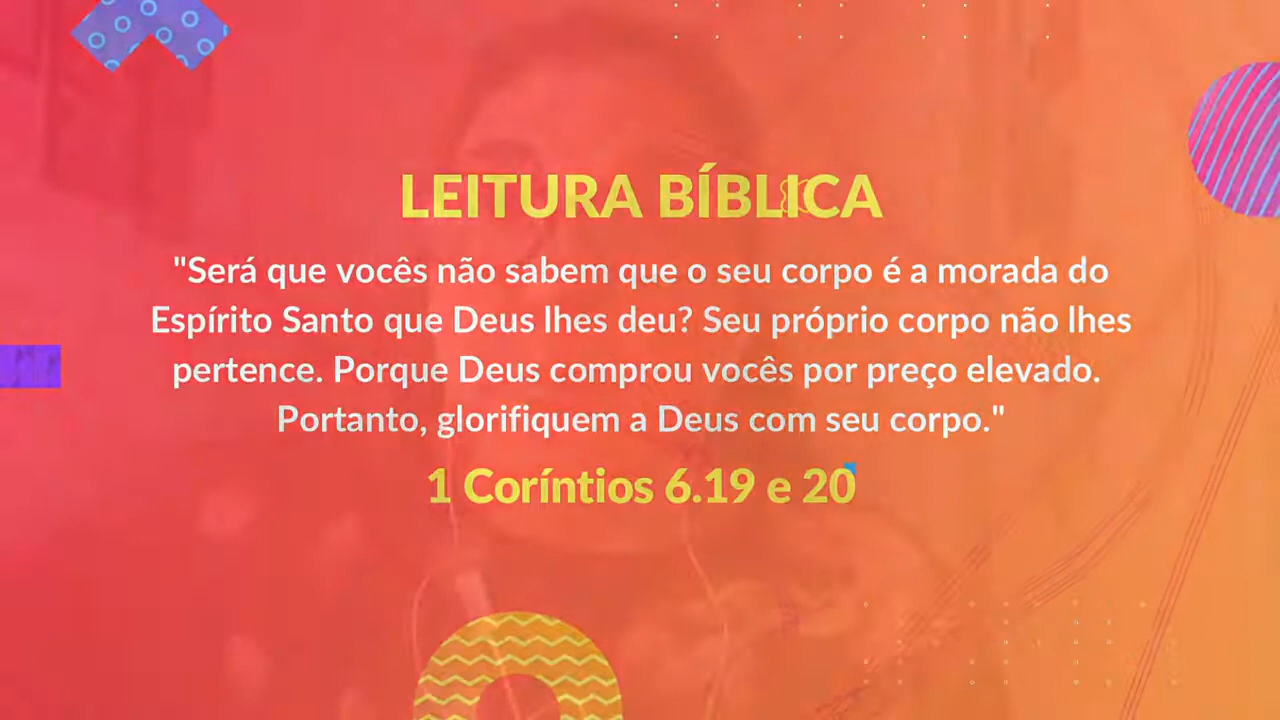 LEITURA BÍBLICA
"Será que vocês não sabem que o seu corpo é a morada do
Espírito Santo que Deus lhes deu? Seu próprio corpo não lhes
pertence. Porque Deus comprou vocês por preço elevado.
Portanto, glorifiquem a Deus com seu corpo."
1 Coríntios 6.19 e 20